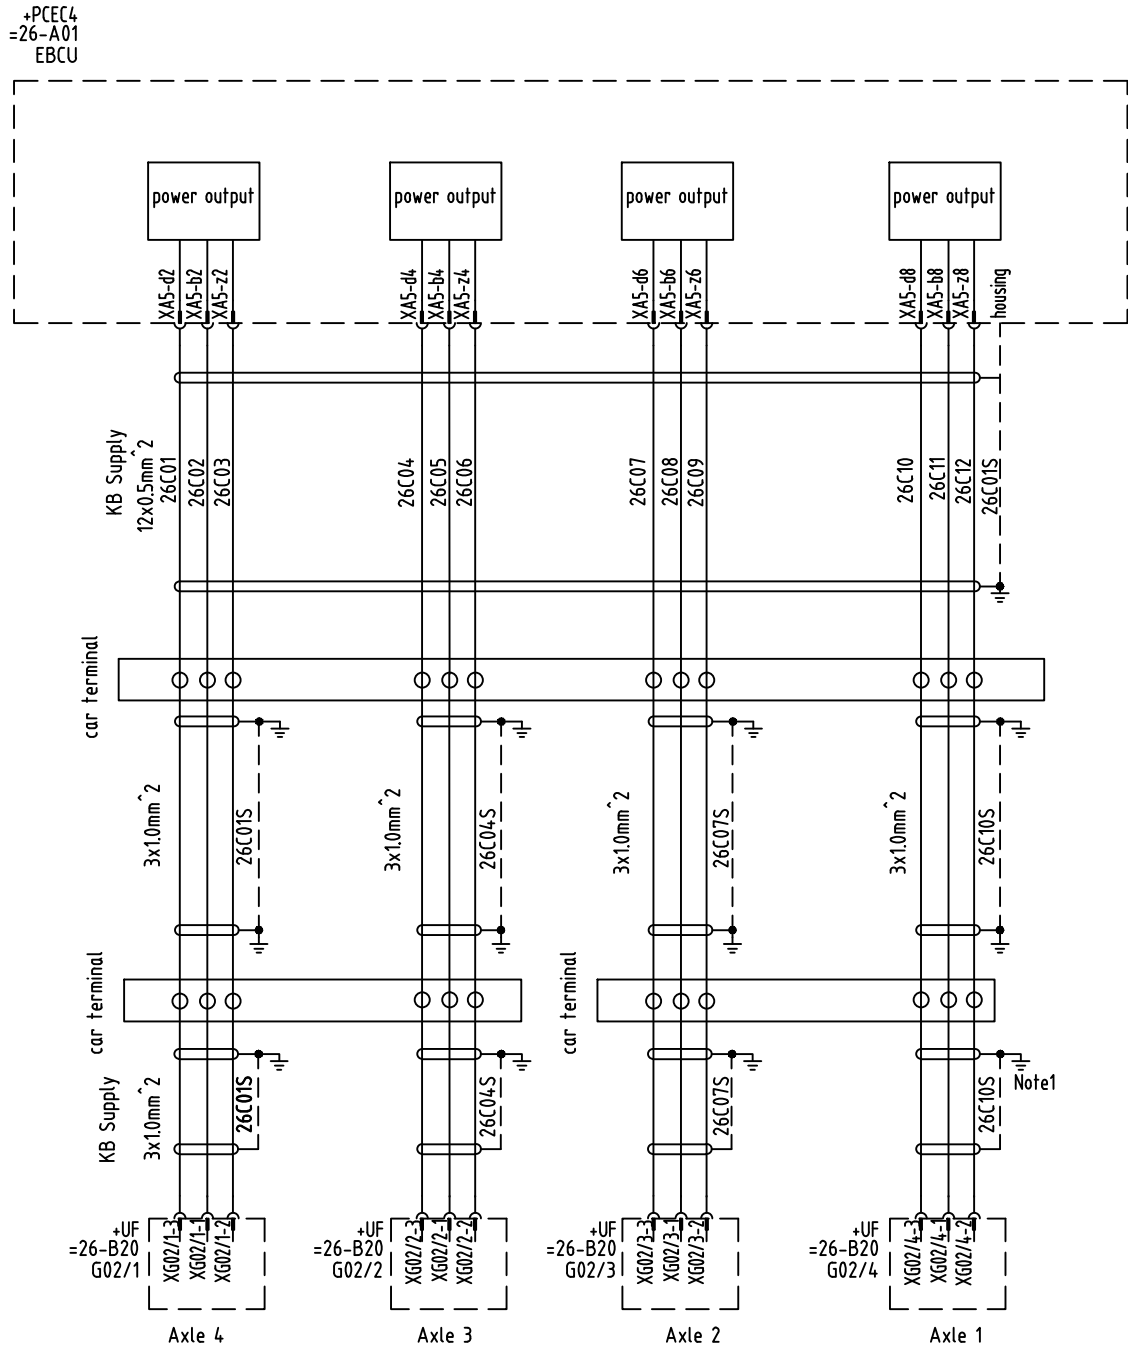 +PCEC4
=26-A01
EBCU
power output
power output
power output
power output
XA5-d2
XA5-b2
XA5-z2
XA5-d4
XA5-b4
XA5-z4
XA5-d6
XA5-b6
XA5-z6
XA5-d8
XA5-b8
XA5-z8
housing
KB Supply
12x0.5mm^2
26C01
26C02
26C03
26C04
26C05
26C06
26C07
26C08
26C09
26C10
26C11
26C12
26C01S
car terminal
3x1.0mm^2
26C01S
3x1.0mm^2
26C04S
3x1.0mm^2
26C07S
3x1.0mm^2
26C10S
car terminal
car terminal
KB Supply
3x1.0mm^2
26C01S
26C04S
26C07S
26C10S
Note1
+UF
=26-B20
G02/1
XG02/1-3
XG02/1-1
XG02/1-2
+UF
=26-B20
G02/2
XG02/2-3
XG02/2-1
XG02/2-2
+UF
=26-B20
G02/3
XG02/3-3
XG02/3-1
XG02/3-2
+UF
=26-B20
G02/4
XG02/4-3
XG02/4-1
XG02/4-2
Axle 4
Axle 3
Axle 2
Axle 1